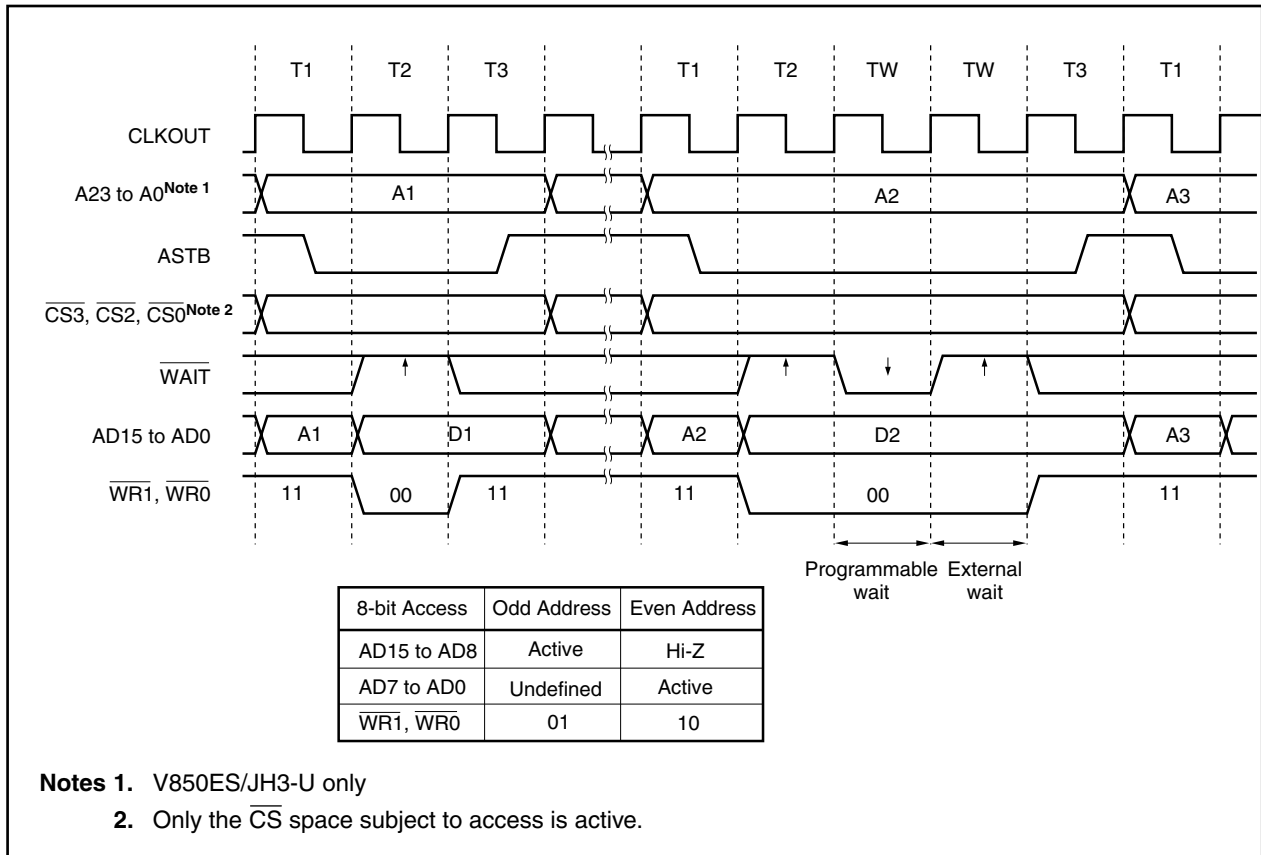 T1 T2 T3 T1 T2 TW TW T3 T1
CLKOUT
A23 to A0Note 1 A1 A2 A3
ASTB
CS3, CS2, CS0Note 2
WAIT
AD15 to AD0 A1 D1 A2 D2 A3
WR1, WR0 11 00 11 11 00 11
Programmable wait
External wait
8-bit Access Odd Address Even Address
AD15 to AD8 Active Hi-Z
AD7 to AD0 Undefined Active
WR1, WR0 01 10
Notes 1. V850ES/JH3-U only
2. Only the CS space subject to access is active.